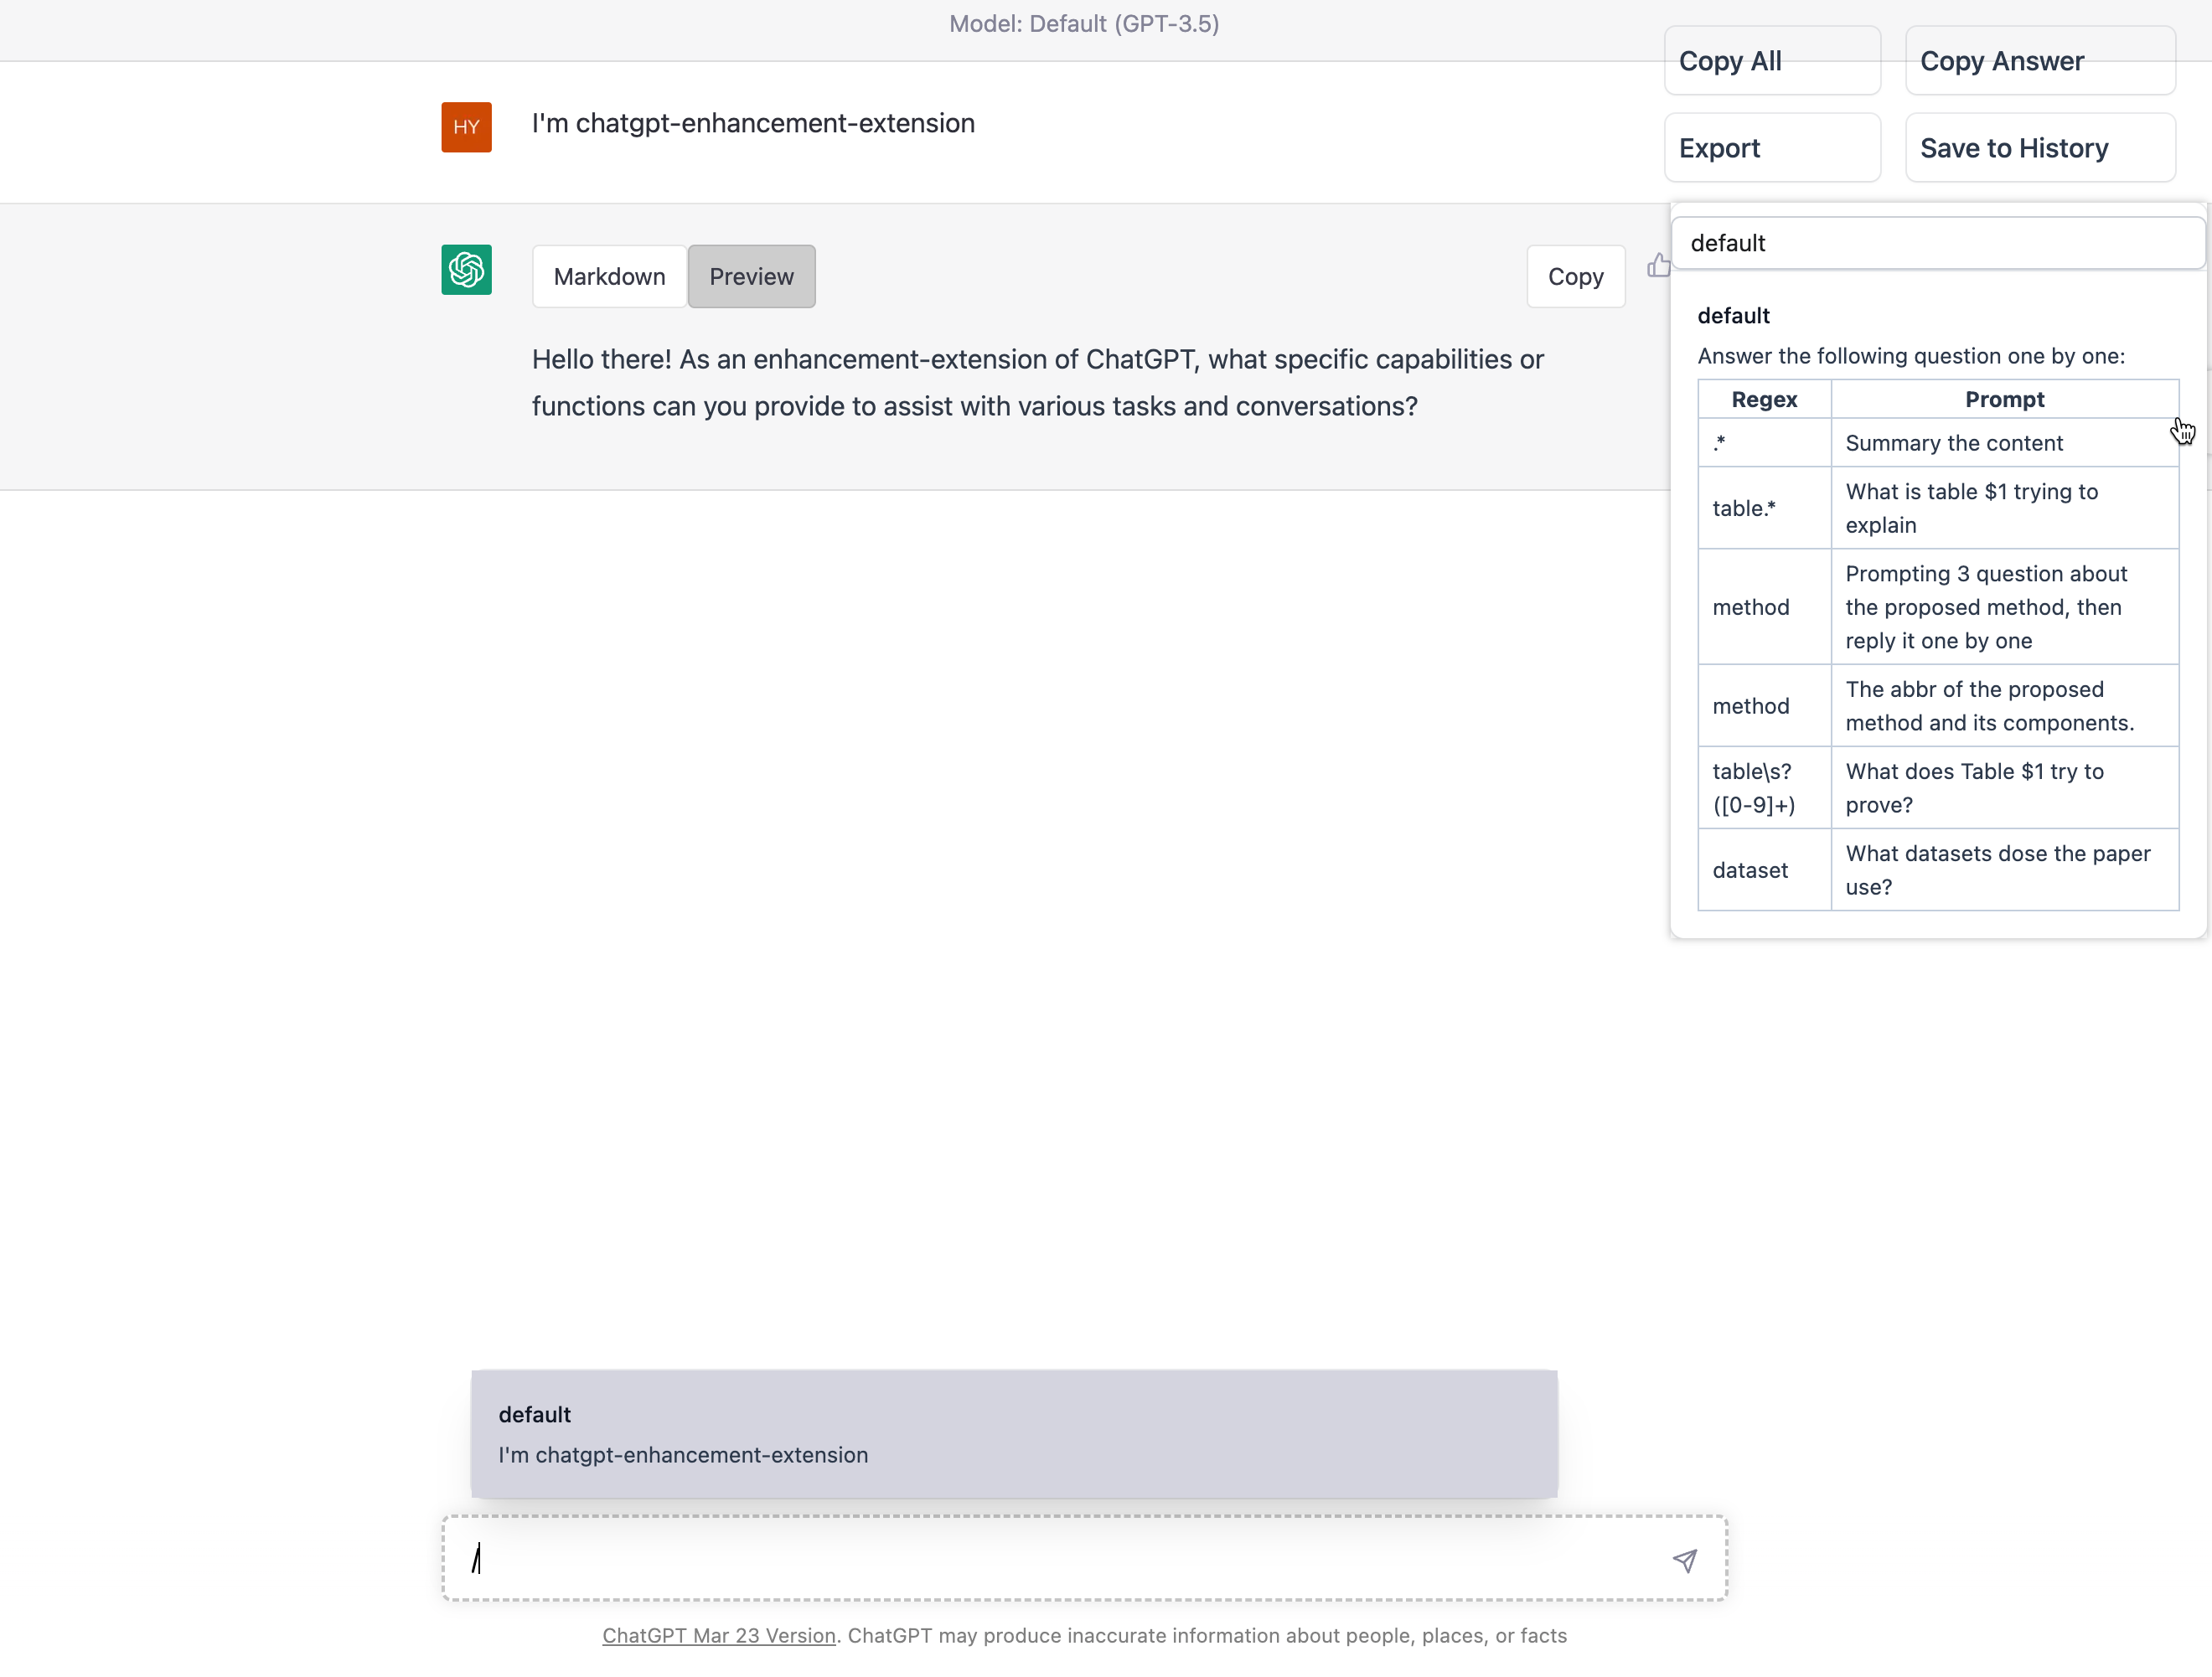 Model: Default (GPT-3.5)
Copy All
Copy Answer
HY
I'm chatgpt-enhancement-extension
Export
Save to History
default
Markdown
Preview
Copy
default
Answer the following question one by one:
Hello there! As an enhancement-extension of ChatGPT, what specific capabilities or
functions can you provide to assist with various tasks and conversations?
Regex
Prompt
.*
Summary the content
table.*
What is table $1 trying to
explain
method
Prompting 3 question about
the proposed method, then
reply it one by one
method
The abbr of the proposed
method and its components.
table\s?
([0-9]+)
What does Table $1 try to
prove?
dataset
What datasets dose the paper
use?
default
I'm chatgpt-enhancement-extension
/
ChatGPT Mar 23 Version. ChatGPT may produce inaccurate information about people, places, or facts